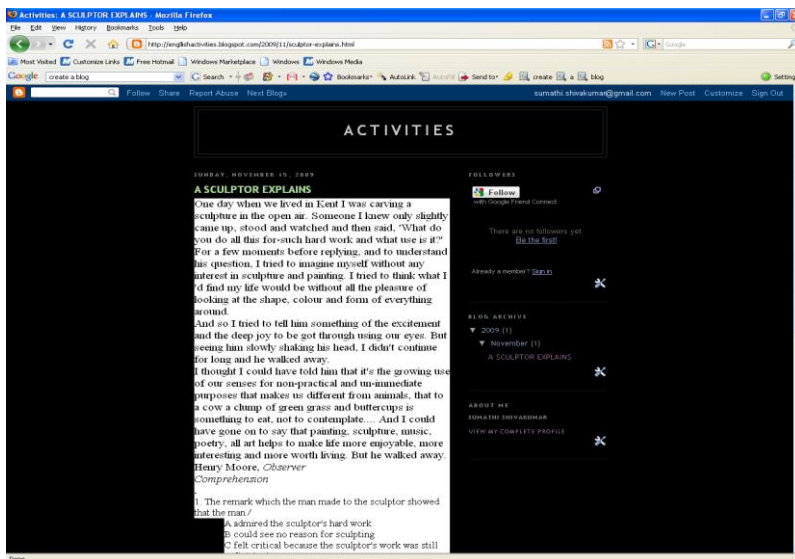 Activities: A SCULPTOR EXPLAINS - Mozilla Firefox
File Edit View History Bookmarks Tools Help
http://englishactivities.blogspot.com/2009/11/sculptor-explains.html
Google
Most Visited Customize Links Free Hotmail Windows Marketplace Windows Windows Media
Google create a blog Search Bookmarks AutoLink AutoFill Send to create a blog Setting
Follow Share Report Abuse Next Blog» sumathi.shivakumar@gmail.com New Post Customize Sign Out
ACTIVITIES
SUNDAY, NOVEMBER 15, 2009
A SCULPTOR EXPLAINS
One day when we lived in Kent I was carving a
sculpture in the open air. Someone I knew only slightly
came up, stood and watched and then said, "What do
you do all this for-such hard work and what use is it?"
For a few moments before replying, and to understand
his question, I tried to imagine myself without any
interest in sculpture and painting. I tried to think what I
'd find my life would be without all the pleasure of
looking at the shape, colour and form of everything
around.
And so I tried to tell him something of the excitement
and the deep joy to be got through using our eyes. But
seeing him slowly shaking his head, I didn't continue
for long and he walked away.
I thought I could have told him that it's the growing use
of our senses for non-practical and un-immediate
purposes that makes us different from animals, that to
a cow a clump of green grass and buttercups is
something to eat, not to contemplate.... And I could
have gone on to say that painting, sculpture, music,
poetry, all art helps to make life more enjoyable, more
interesting and more worth living. But he walked away.
Henry Moore, Observer
Comprehension
.
1. The remark which the man made to the sculptor showed
that the man /
A admired the sculptor's hard work
B could see no reason for sculpting
C felt critical because the sculptor's work was still
FOLLOWERS
Follow
with Google Friend Connect
There are no followers yet.
Be the first!
Already a member? Sign in
BLOG ARCHIVE
▼ 2009 (1)
▼ November (1)
A SCULPTOR EXPLAINS
ABOUT ME
SUMATHI SHIVAKUMAR
VIEW MY COMPLETE PROFILE
Done